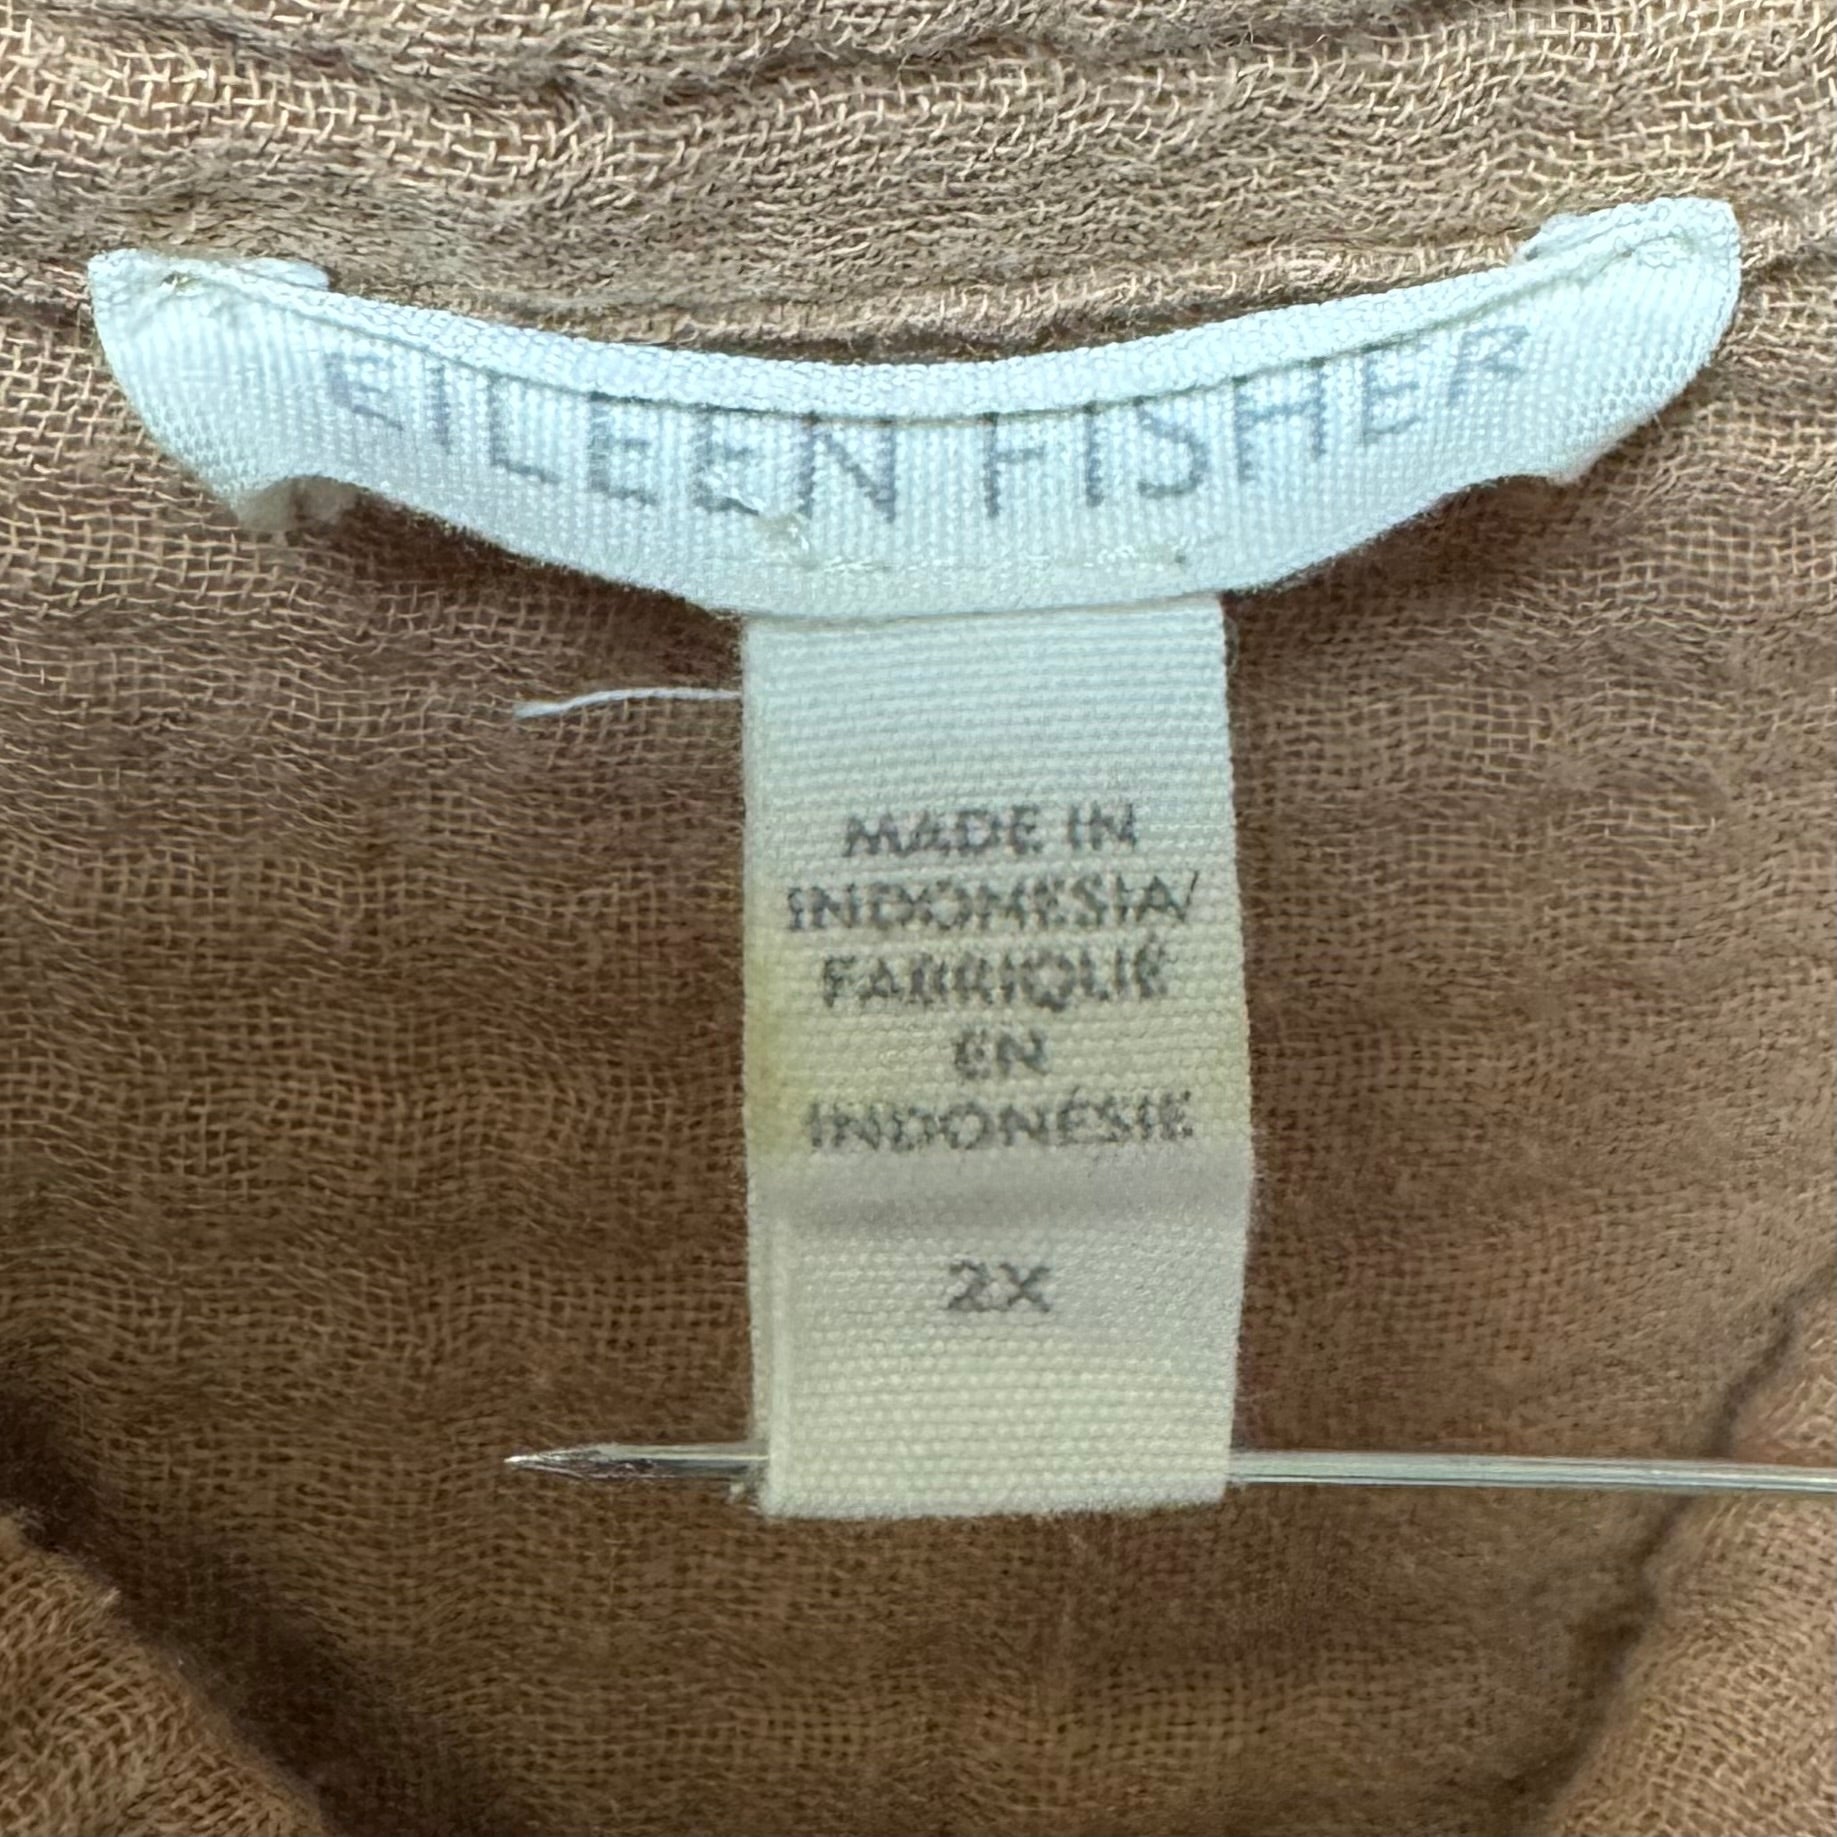 EILEEN FISHER
MADE IN
INDONESIA/
FABRIQUÉ
EN
INDONÉSIE
2X